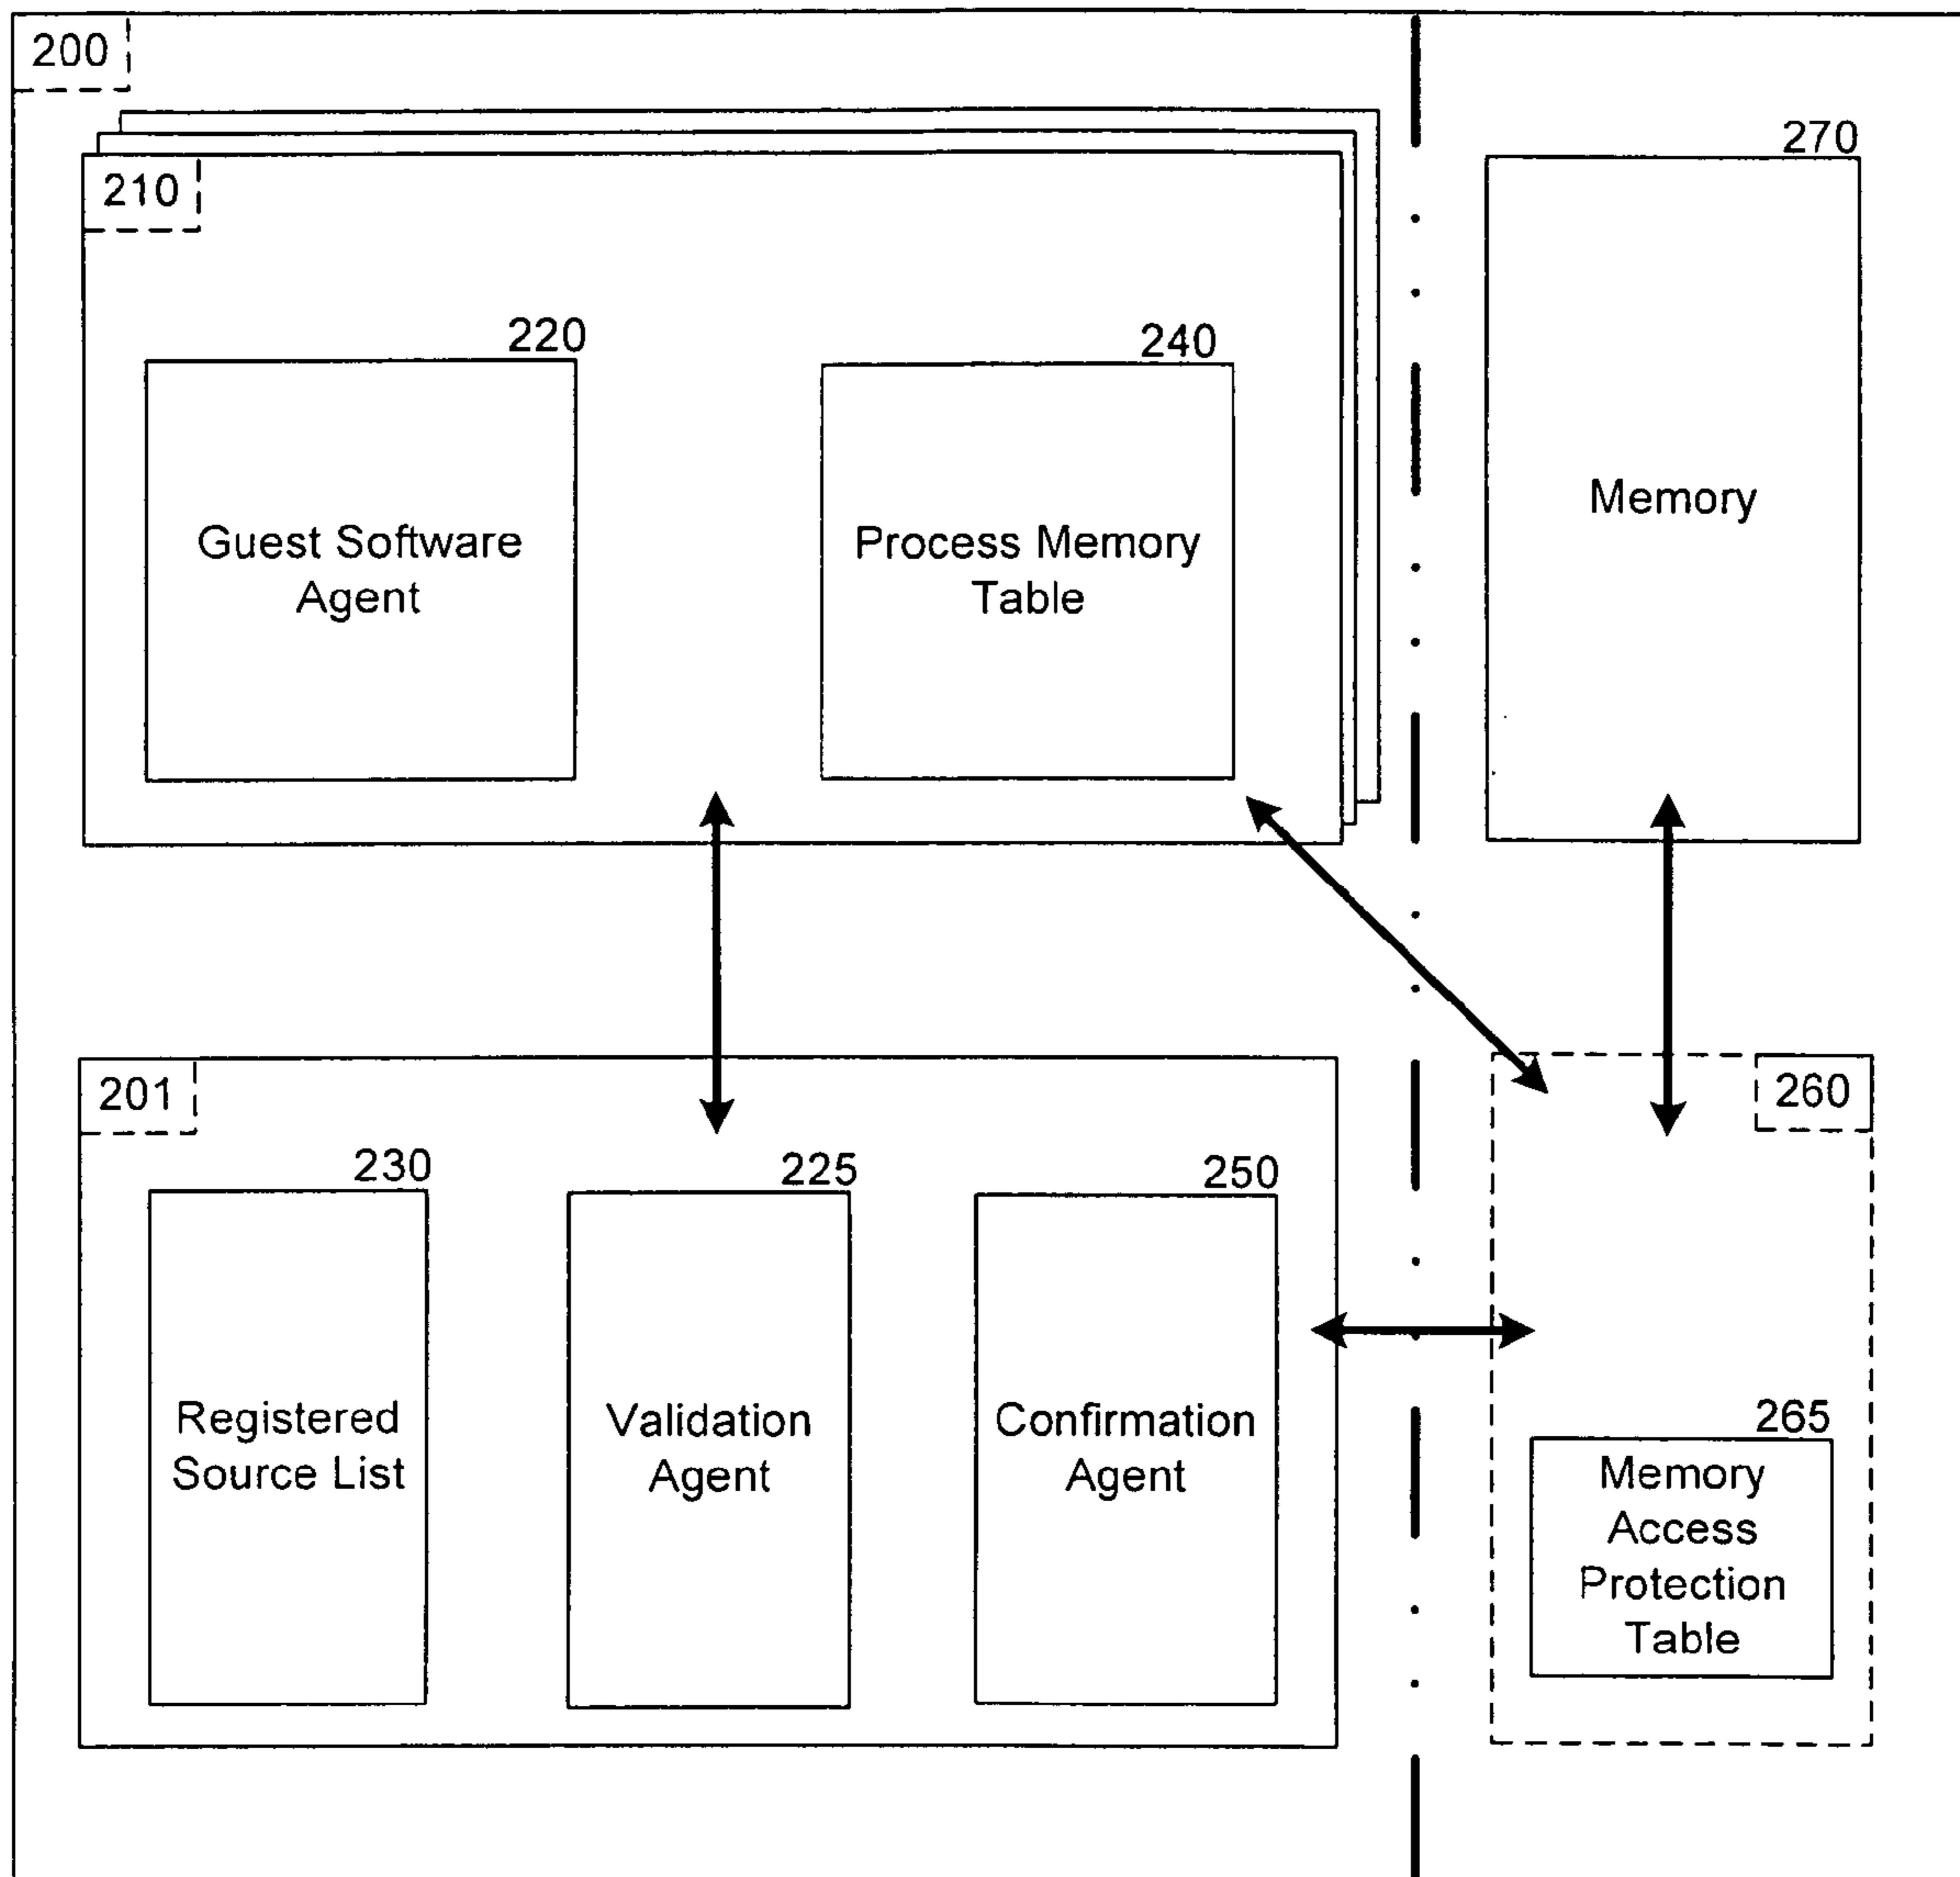 200
270
210
220
240
Guest Software
Agent
Process Memory
Table
Memory
201
260
230
225
250
Registered
Source List
Validation
Agent
Confirmation
Agent
265
Memory
Access
Protection
Table